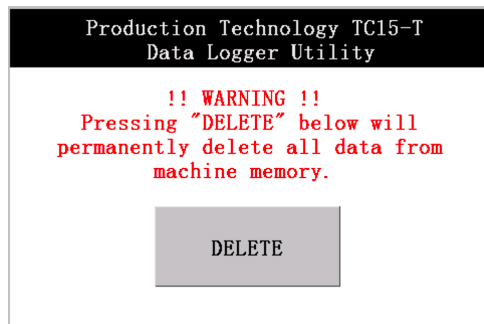 Production Technology TC15-T
Data Logger Utility
!! WARNING !!
Pressing "DELETE" below will
permanently delete all data from
machine memory.
DELETE